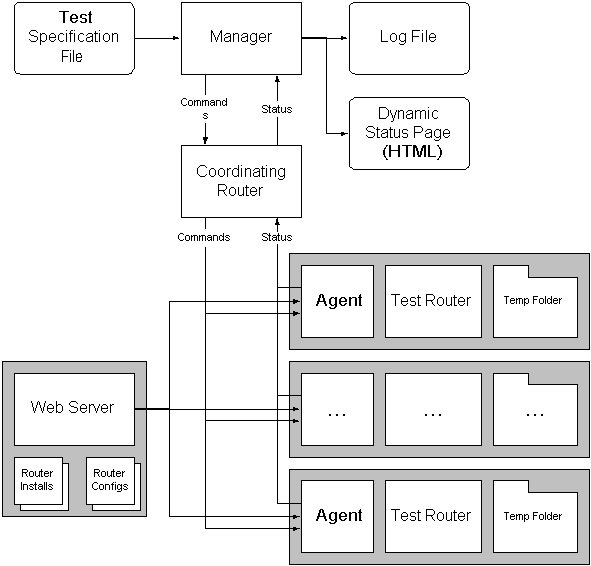 Test
Specification
File
Manager
Log File
Command
s
Status
Dynamic
Status Page
(HTML)
Coordinating
Router
Commands
Status
Agent
Test Router
Temp Folder
Web Server
...
...
...
Router
Installs
Router
Configs
Agent
Test Router
Temp Folder